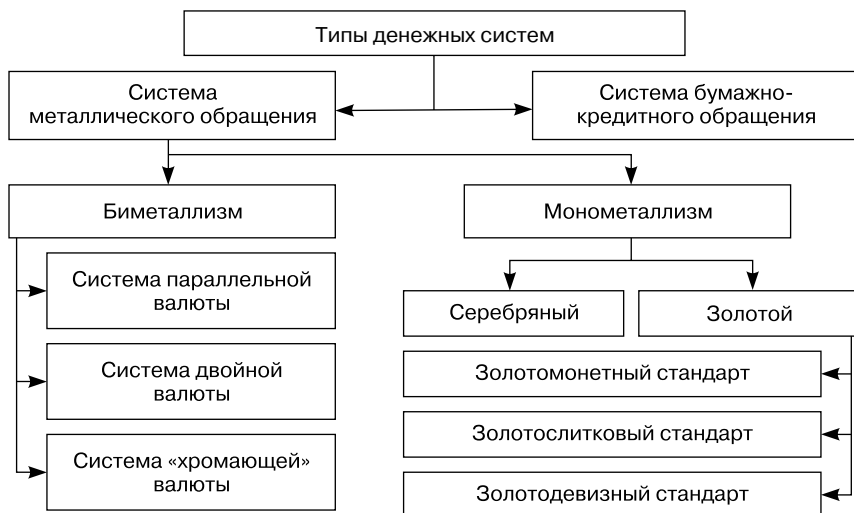 Типы денежных систем
Система
металлического обращения
Система бумажно-
кредитного обращения
Биметаллизм
Монометаллизм
Система параллельной
валюты
Система двойной
валюты
Система «хромающей»
валюты
Серебряный
Золотой
Золотомонетный стандарт
Золотослитковый стандарт
Золотодевизный стандарт